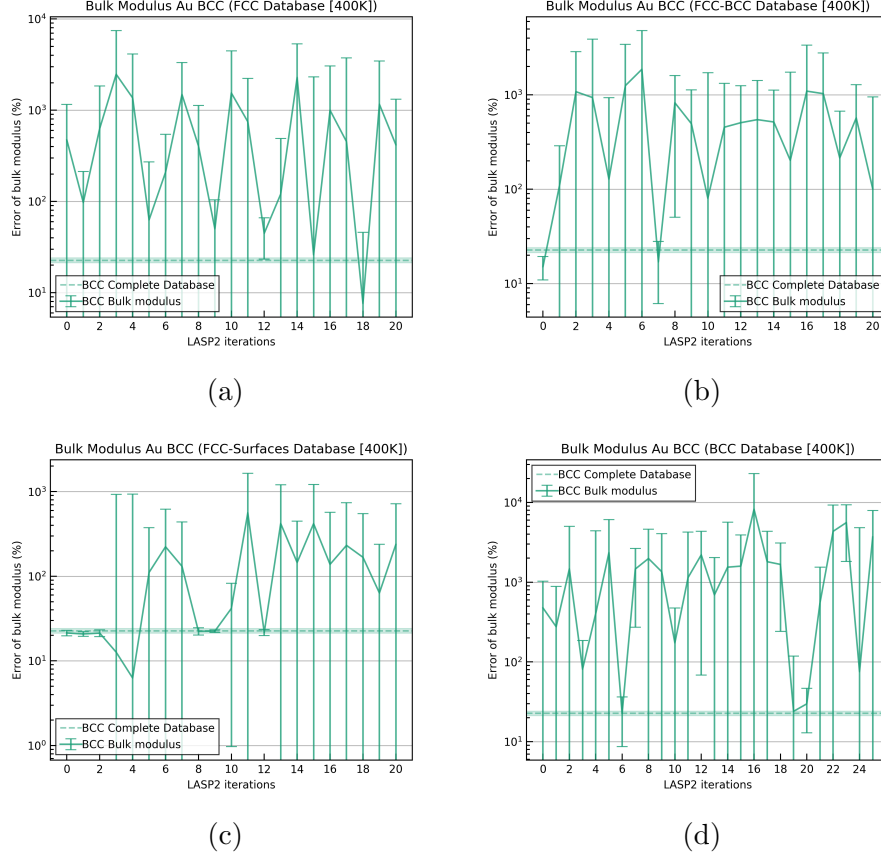 Bulk Modulus Au BCC (FCC Database [400K])
Error of bulk modulus (%)
10^4
10^3
10^2
10^1
BCC Complete Database
BCC Bulk modulus
0 2 4 6 8 10 12 14 16 18 20
LASP2 iterations
(a)
Bulk Modulus Au BCC (FCC-BCC Database [400K])
Error of bulk modulus (%)
10^3
10^2
10^1
BCC Complete Database
BCC Bulk modulus
0 2 4 6 8 10 12 14 16 18 20
LASP2 iterations
(b)
Bulk Modulus Au BCC (FCC-Surfaces Database [400K])
Error of bulk modulus (%)
10^3
10^2
10^1
10^0
BCC Complete Database
BCC Bulk modulus
0 2 4 6 8 10 12 14 16 18 20
LASP2 iterations
(c)
Bulk Modulus Au BCC (BCC Database [400K])
BCC Complete Database
BCC Bulk modulus
Error of bulk modulus (%)
10^4
10^3
10^2
10^1
0 2 4 6 8 10 12 14 16 18 20 22 24
LASP2 iterations
(d)